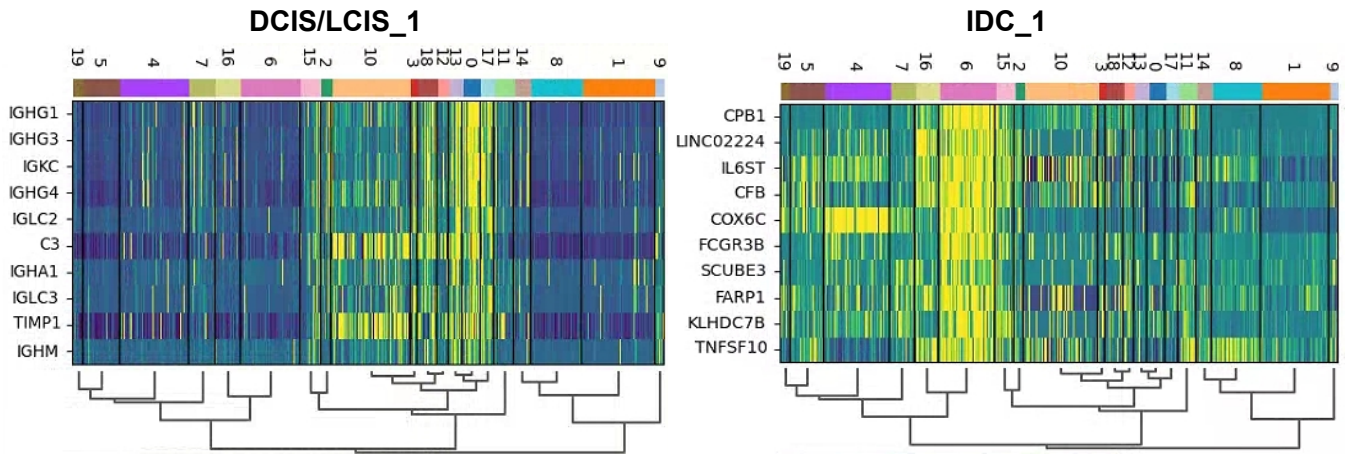 DCIS/LCIS_1
IDC_1
19 5 4 7 16 6 15 2 10 3 18 12 13 0 17 11 14 8 1 9
IGHG1
IGHG3
IGKC
IGHG4
IGLC2
C3
IGHA1
IGLC3
TIMP1
IGHM
19 5 4 7 16 6 15 2 10 3 18 12 13 0 17 11 14 8 1 9
CPB1
LINC02224
IL6ST
CFB
COX6C
FCGR3B
SCUBE3
FARP1
KLHDC7B
TNFSF10